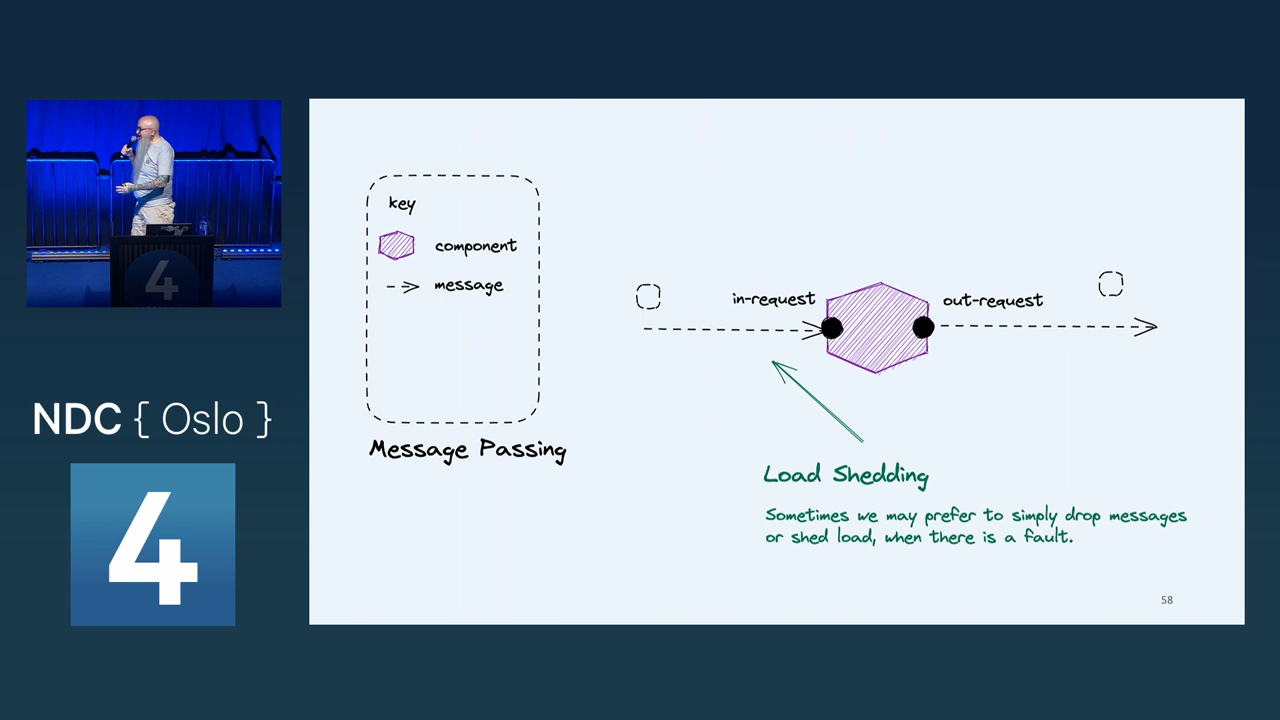 4
NDC { Oslo }
4
key
component
message
Message Passing
in-request
out-request
Load Shedding
Sometimes we may prefer to simply drop messages
or shed load, when there is a fault.
58